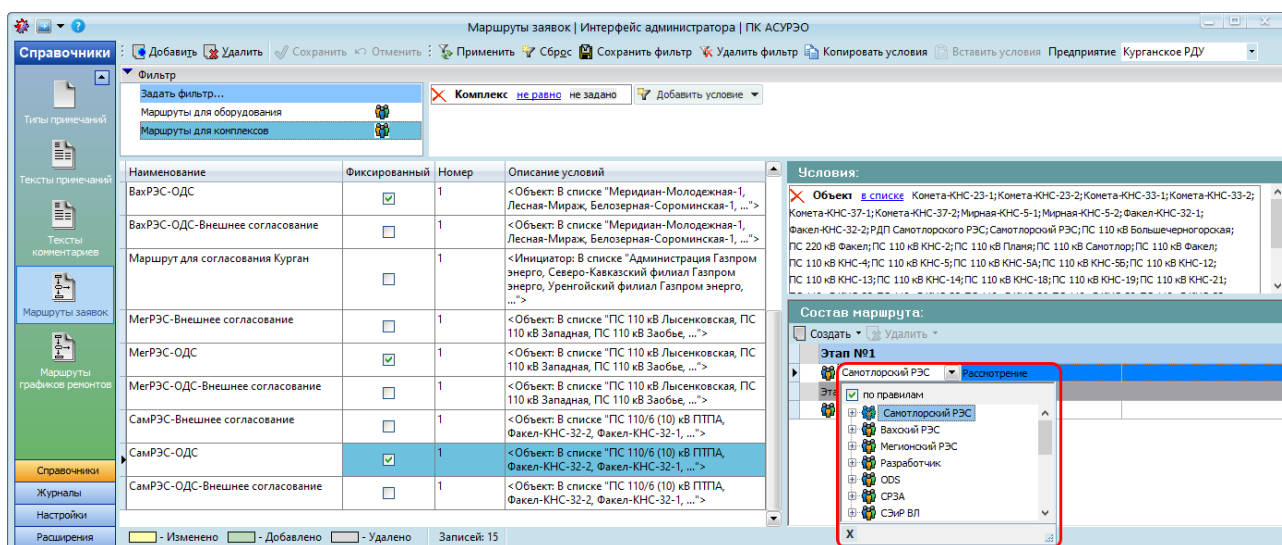 Маршруты заявок | Интерфейс администратора | ПК АСУРЭО
Справочники
Добавить Удалить Сохранить Отменить Применить Сброс Сохранить фильтр Удалить фильтр Копировать условия Вставить условия Предприятие Курганское РДУ
Фильтр
Задать фильтр...
Маршруты для оборудования
Маршруты для комплексов
Комплекс не равно не задано Добавить условие
Типы примечаний
Тексты примечаний
Тексты комментариев
Маршруты заявок
Маршруты графиков ремонтов
Справочники
Журналы
Настройки
Расширения
Наименование Фиксированный Номер Описание условий
ВахРЭС-ОДС 1 <Объект: В списке "Меридиан-Молодежная-1,
Лесная-Мираж, Белозерная-Сороминская-1, ...">
ВахРЭС-ОДС-Внешнее согласование 1 <Объект: В списке "Меридиан-Молодежная-1,
Лесная-Мираж, Белозерная-Сороминская-1, ...">
Маршрут для согласования Курган 1 <Инициатор: В списке "Администрация Газпром
энерго, Северо-Кавказский филиал Газпром
энерго, Уренгойский филиал Газпром энерго,
...">
МегРЭС-Внешнее согласование 1 <Объект: В списке "ПС 110 кВ Лысенковская, ПС
110 кВ Западная, ПС 110 кВ Заобье, ...">
МегРЭС-ОДС 1 <Объект: В списке "ПС 110 кВ Лысенковская, ПС
110 кВ Западная, ПС 110 кВ Заобье, ...">
МегРЭС-ОДС-Внешнее согласование 1 <Объект: В списке "ПС 110 кВ Лысенковская, ПС
110 кВ Западная, ПС 110 кВ Заобье, ...">
СамРЭС-Внешнее согласование 1 <Объект: В списке "ПС 110/6 (10) кВ ПТПА,
Факел-КНС-32-2, Факел-КНС-32-1, ...">
СамРЭС-ОДС 1 <Объект: В списке "ПС 110/6 (10) кВ ПТПА,
Факел-КНС-32-2, Факел-КНС-32-1, ...">
СамРЭС-ОДС-Внешнее согласование 1 <Объект: В списке "ПС 110/6 (10) кВ ПТПА,
Факел-КНС-32-2, Факел-КНС-32-1, ...">
- Изменено - Добавлено - Удалено Записей: 15
Условия:
Объект в списке Комета-КНС-23-1;Комета-КНС-23-2;Комета-КНС-33-1;Комета-КНС-33-2;
Комета-КНС-37-1;Комета-КНС-37-2;Мирная-КНС-5-1;Мирная-КНС-5-2;Факел-КНС-32-1;
Факел-КНС-32-2;РДП Самотлорского РЭС;Самотлорский РЭС;ПС 110 кВ Большечерногорская;
ПС 220 кВ Факел;ПС 110 кВ КНС-2;ПС 110 кВ Пламя;ПС 110 кВ Самотлор;ПС 110 кВ Факел;
ПС 110 кВ КНС-4;ПС 110 кВ КНС-5;ПС 110 кВ КНС-5А;ПС 110 кВ КНС-5Б;ПС 110 кВ КНС-12;
ПС 110 кВ КНС-13;ПС 110 кВ КНС-14;ПС 110 кВ КНС-18;ПС 110 кВ КНС-19;ПС 110 кВ КНС-21;
Состав маршрута:
Создать Удалить
Этап №1
Самотлорский РЭС Рассмотрение
Эта
по правилам
Самотлорский РЭС
Вахский РЭС
Мегионский РЭС
Разработчик
ODS
СРЗА
СЭиР ВЛ
X